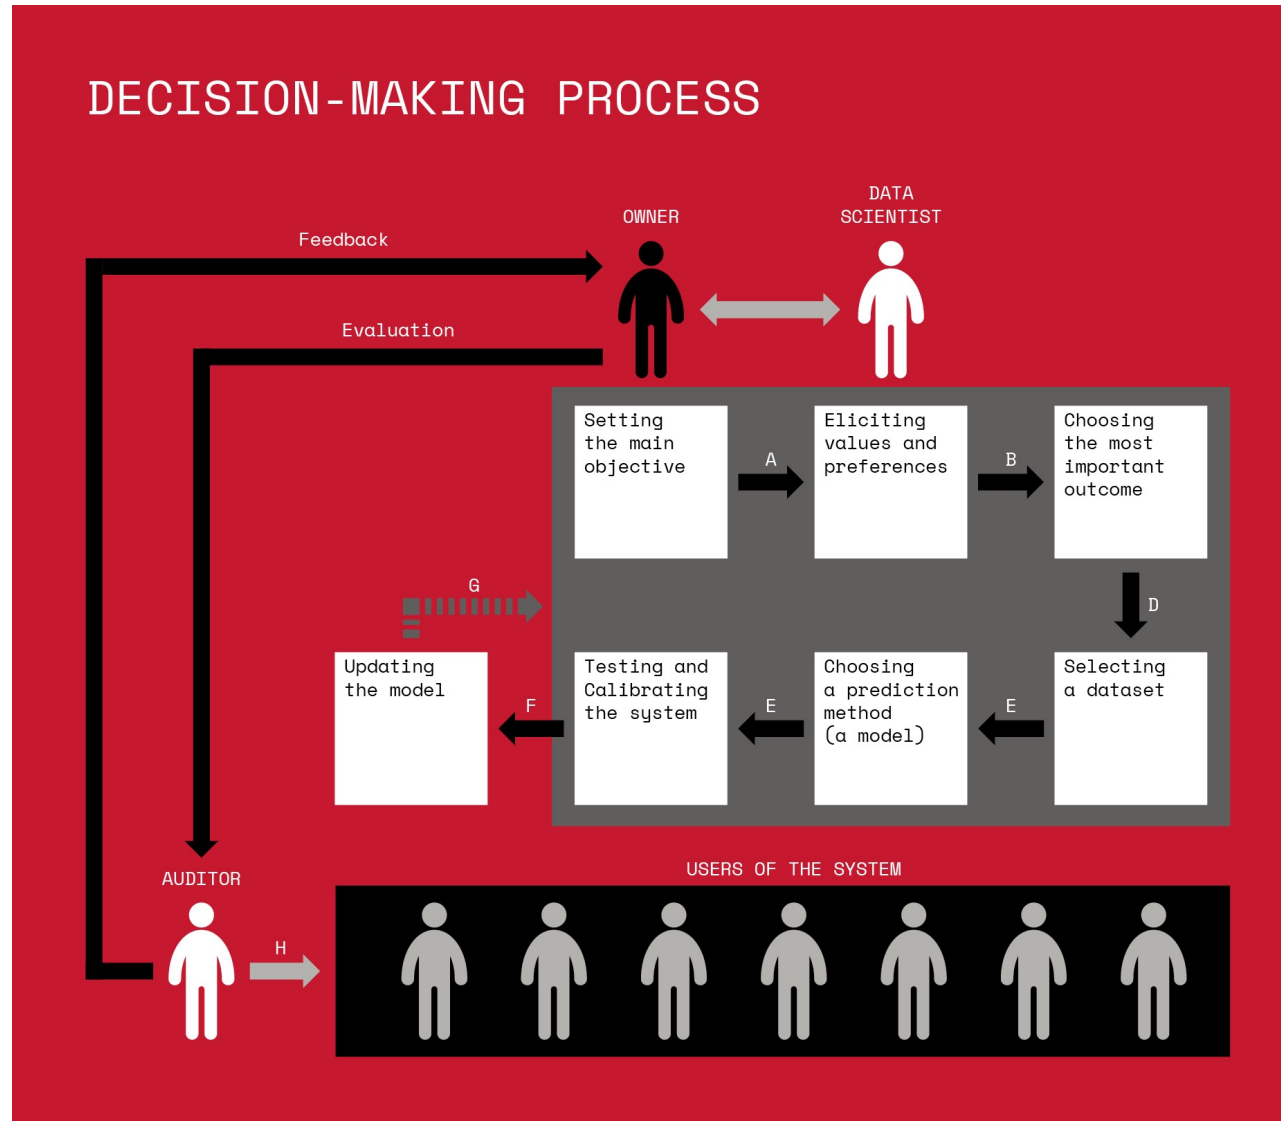 DECISION-MAKING PROCESS
DATA
SCIENTIST
OWNER
Feedback
Evaluation
Setting
the main
objective
A
Eliciting
values and
preferences
B
Choosing
the most
important
outcome
D
G
Updating
the model
F
Testing and
Calibrating
the system
E
Choosing
a prediction
method
(a model)
E
Selecting
a dataset
AUDITOR
H
USERS OF THE SYSTEM